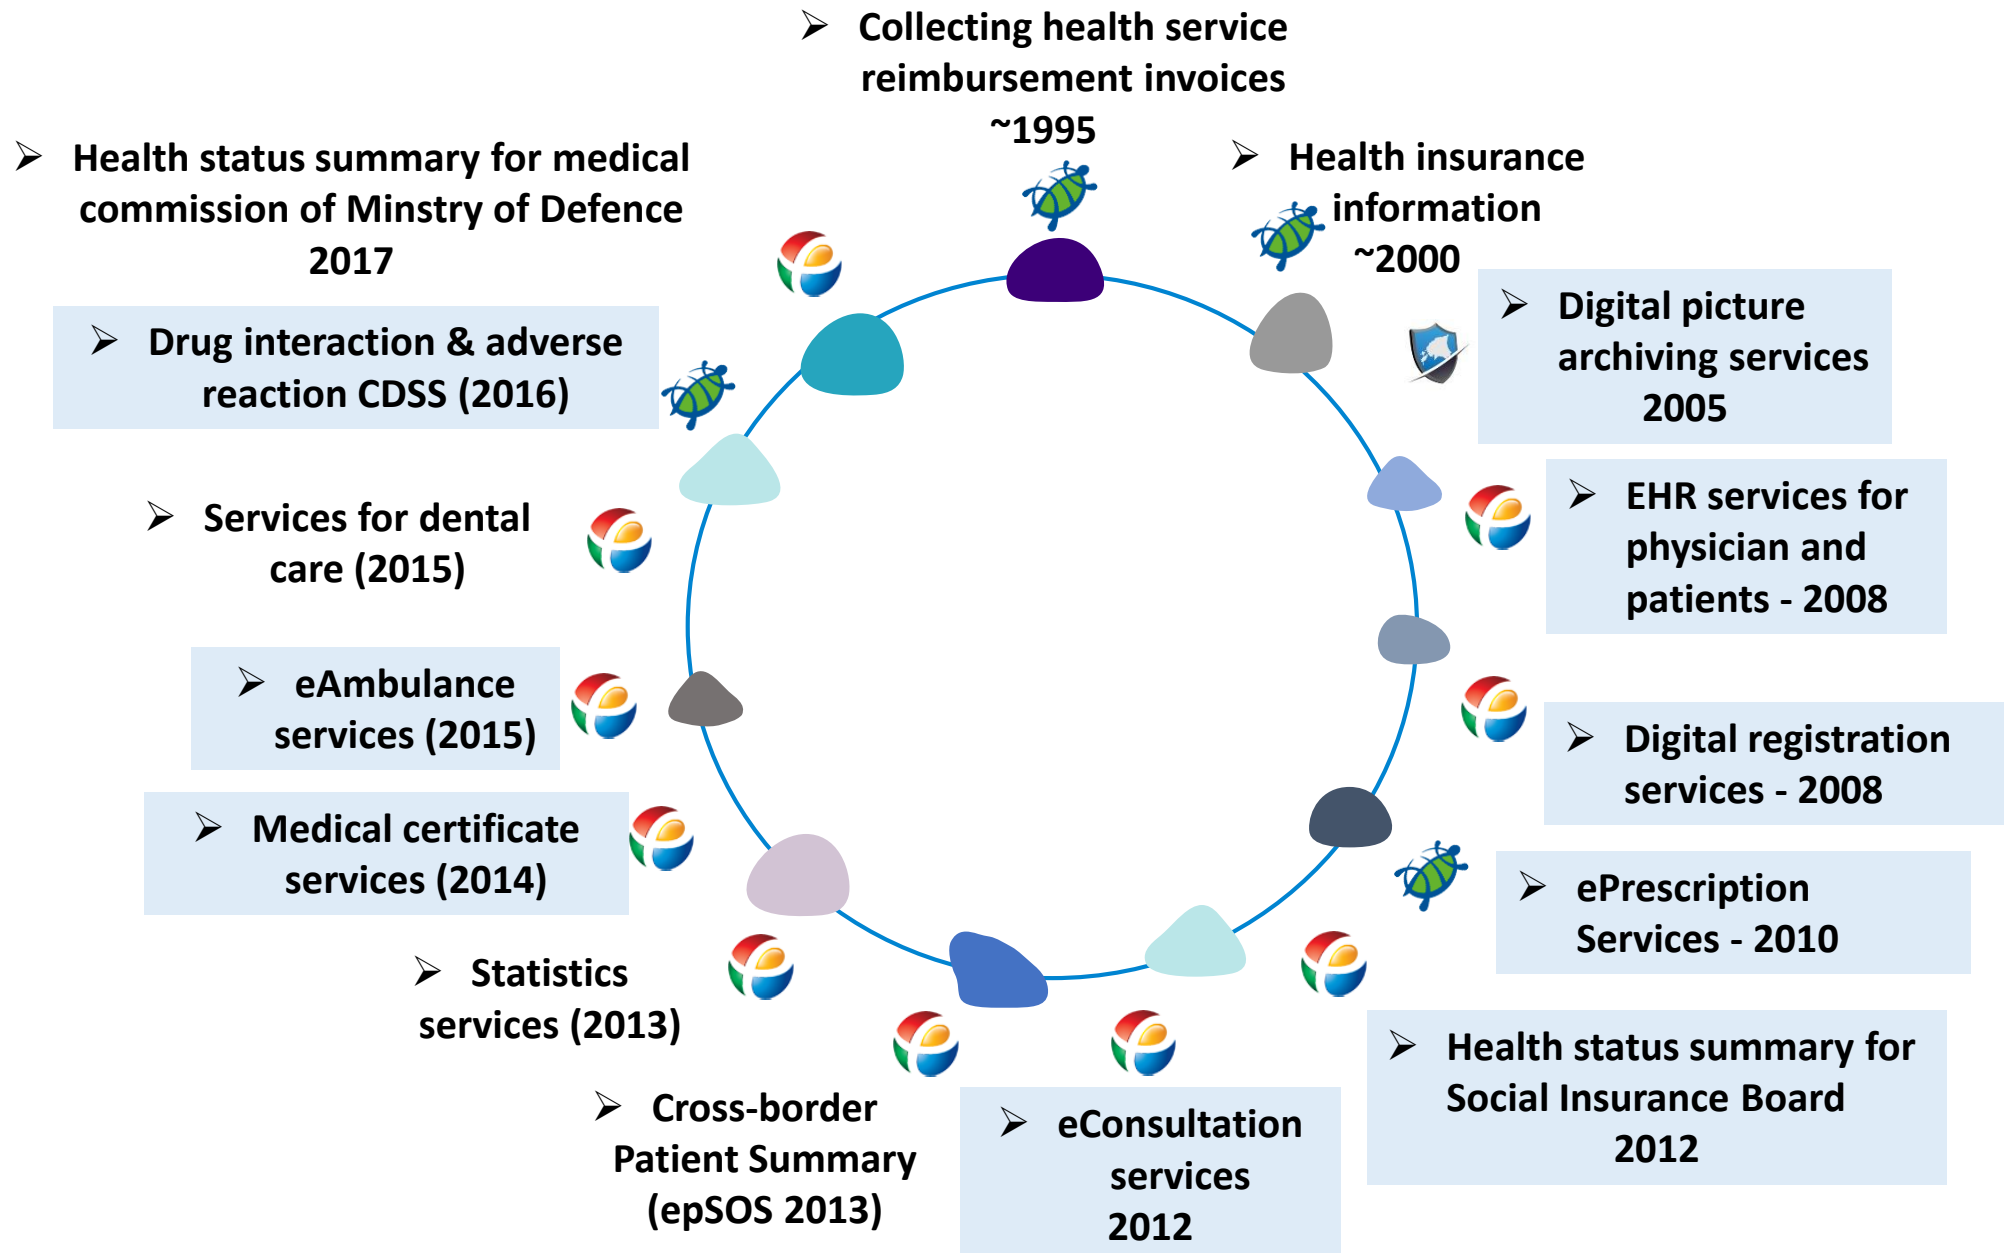 ➢ Collecting health service
reimbursement invoices
~1995
➢ Health insurance
information
~2000
➢ Digital picture
archiving services
2005
➢ EHR services for
physician and
patients - 2008
➢ Digital registration
services - 2008
➢ ePrescription
Services - 2010
➢ Health status summary for
Social Insurance Board
2012
➢ eConsultation
services
2012
➢ Cross-border
Patient Summary
(epSOS 2013)
➢ Statistics
services (2013)
➢ Medical certificate
services (2014)
➢ eAmbulance
services (2015)
➢ Services for dental
care (2015)
➢ Drug interaction & adverse
reaction CDSS (2016)
➢ Health status summary for medical
commission of Minstry of Defence
2017